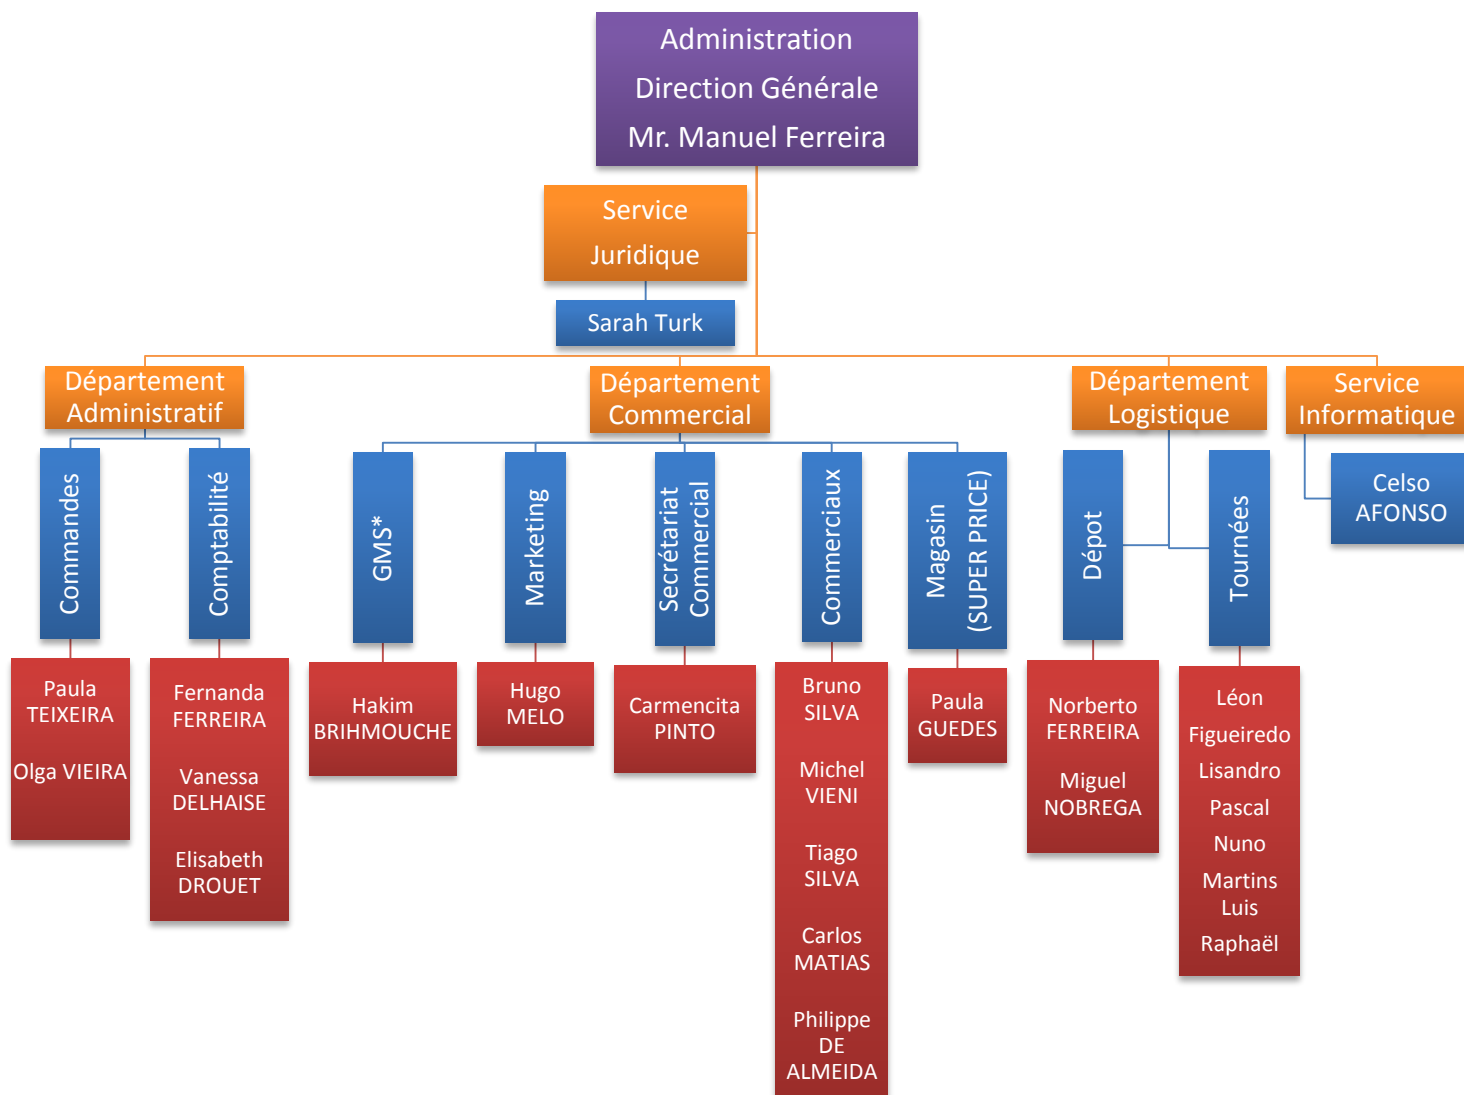 Administration
Direction Générale
Mr. Manuel Ferreira
Service
Juridique
Sarah Turk
Département
Administratif
Département
Commercial
Département
Logistique
Service
Informatique
Commandes
Comptabilité
GMS*
Marketing
Secrétariat
Commercial
Commerciaux
Magasin
(SUPER PRICE)
Dépot
Tournées
Celso
AFONSO
Paula
TEIXEIRA
Olga VIEIRA
Fernanda
FERREIRA
Vanessa
DELHAISE
Elisabeth
DROUET
Hakim
BRIHMOUCHE
Hugo
MELO
Carmencita
PINTO
Bruno
SILVA
Michel
VIENI
Tiago
SILVA
Carlos
MATIAS
Philippe
DE
ALMEIDA
Paula
GUEDES
Norberto
FERREIRA
Miguel
NOBREGA
Léon
Figueiredo
Lisandro
Pascal
Nuno
Martins
Luis
Raphaël